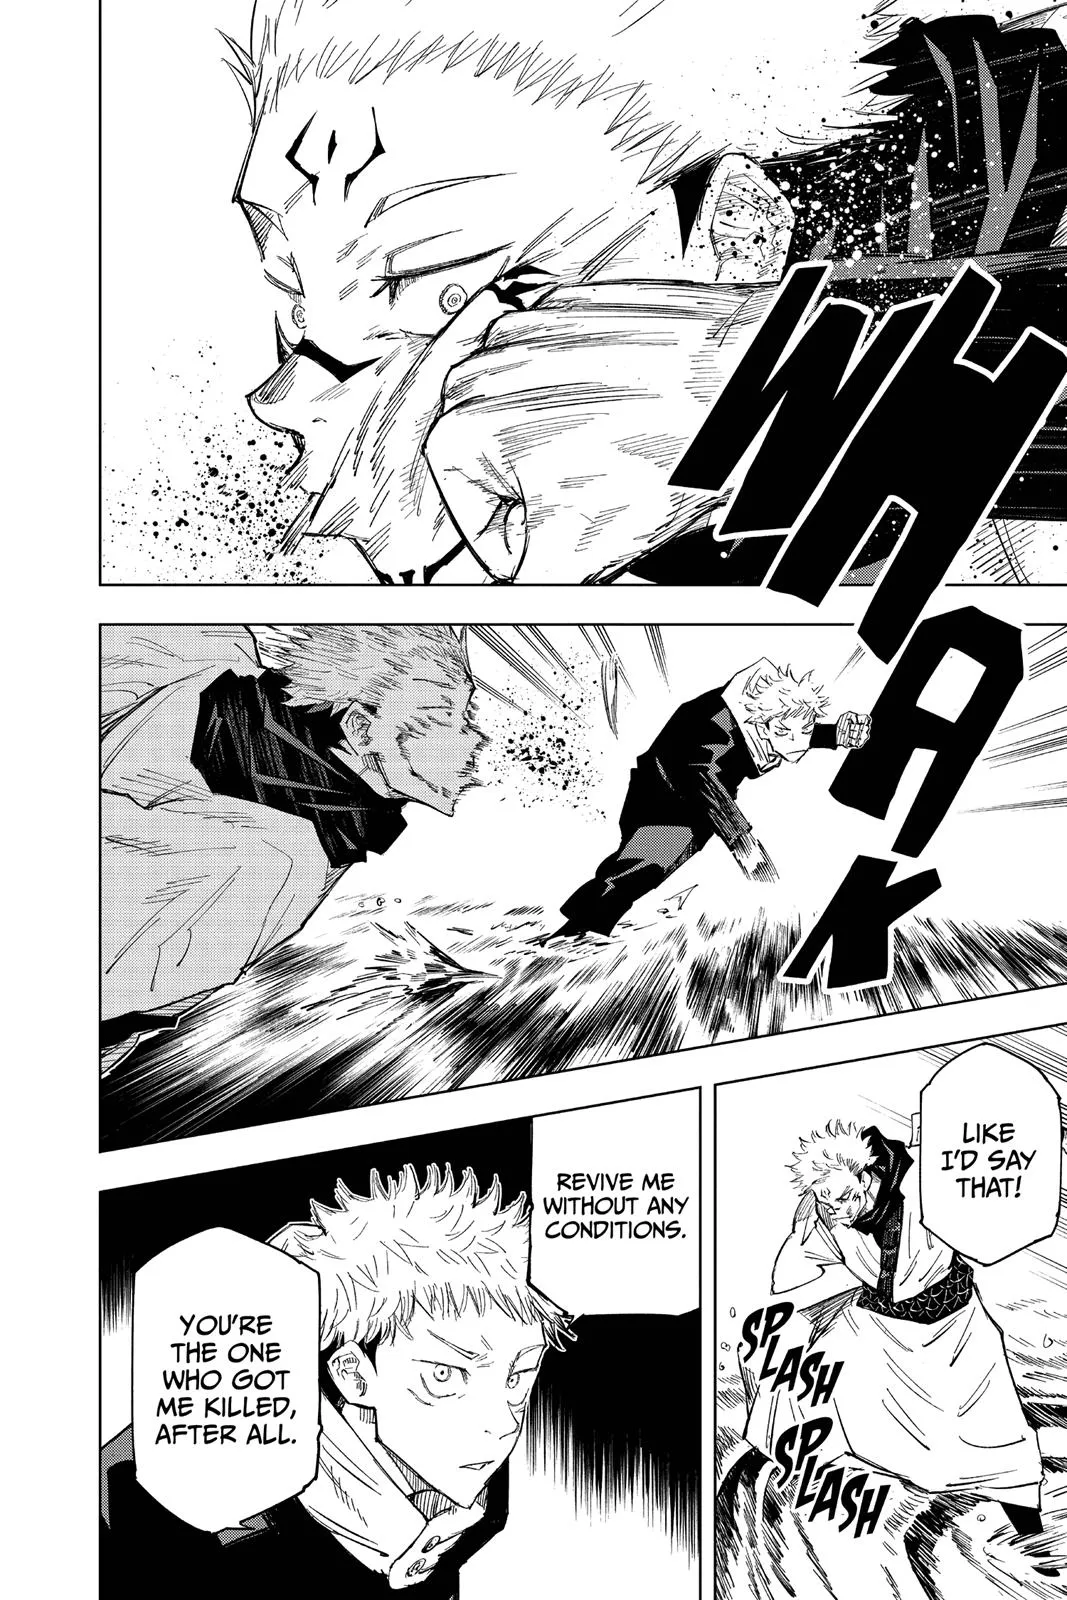 WHAK
LIKE
I'D SAY
THAT!
SPLASH
SPLASH
REVIVE ME
WITHOUT ANY
CONDITIONS.
YOU'RE
THE ONE
WHO GOT
ME KILLED,
AFTER ALL.